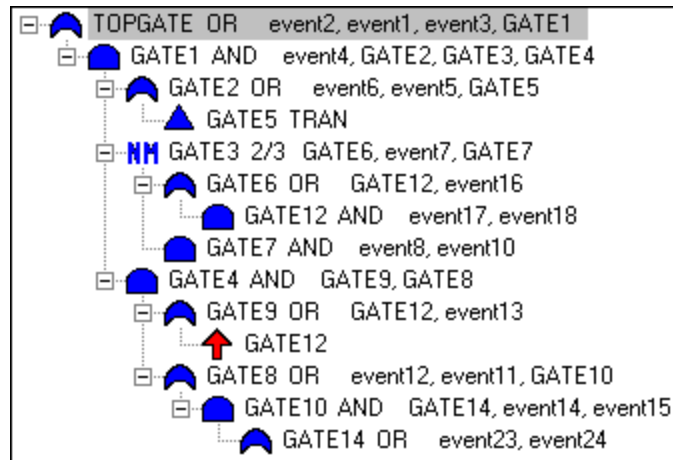 TOPGATE OR event2, event1, event3, GATE1
GATE1 AND event4, GATE2, GATE3, GATE4
GATE2 OR event6, event5, GATE5
GATE5 TRAN
NM GATE3 2/3 GATE6, event7, GATE7
GATE6 OR GATE12, event16
GATE12 AND event17, event18
GATE7 AND event8, event10
GATE4 AND GATE9, GATE8
GATE9 OR GATE12, event13
GATE12
GATE8 OR event12, event11, GATE10
GATE10 AND GATE14, event14, event15
GATE14 OR event23, event24